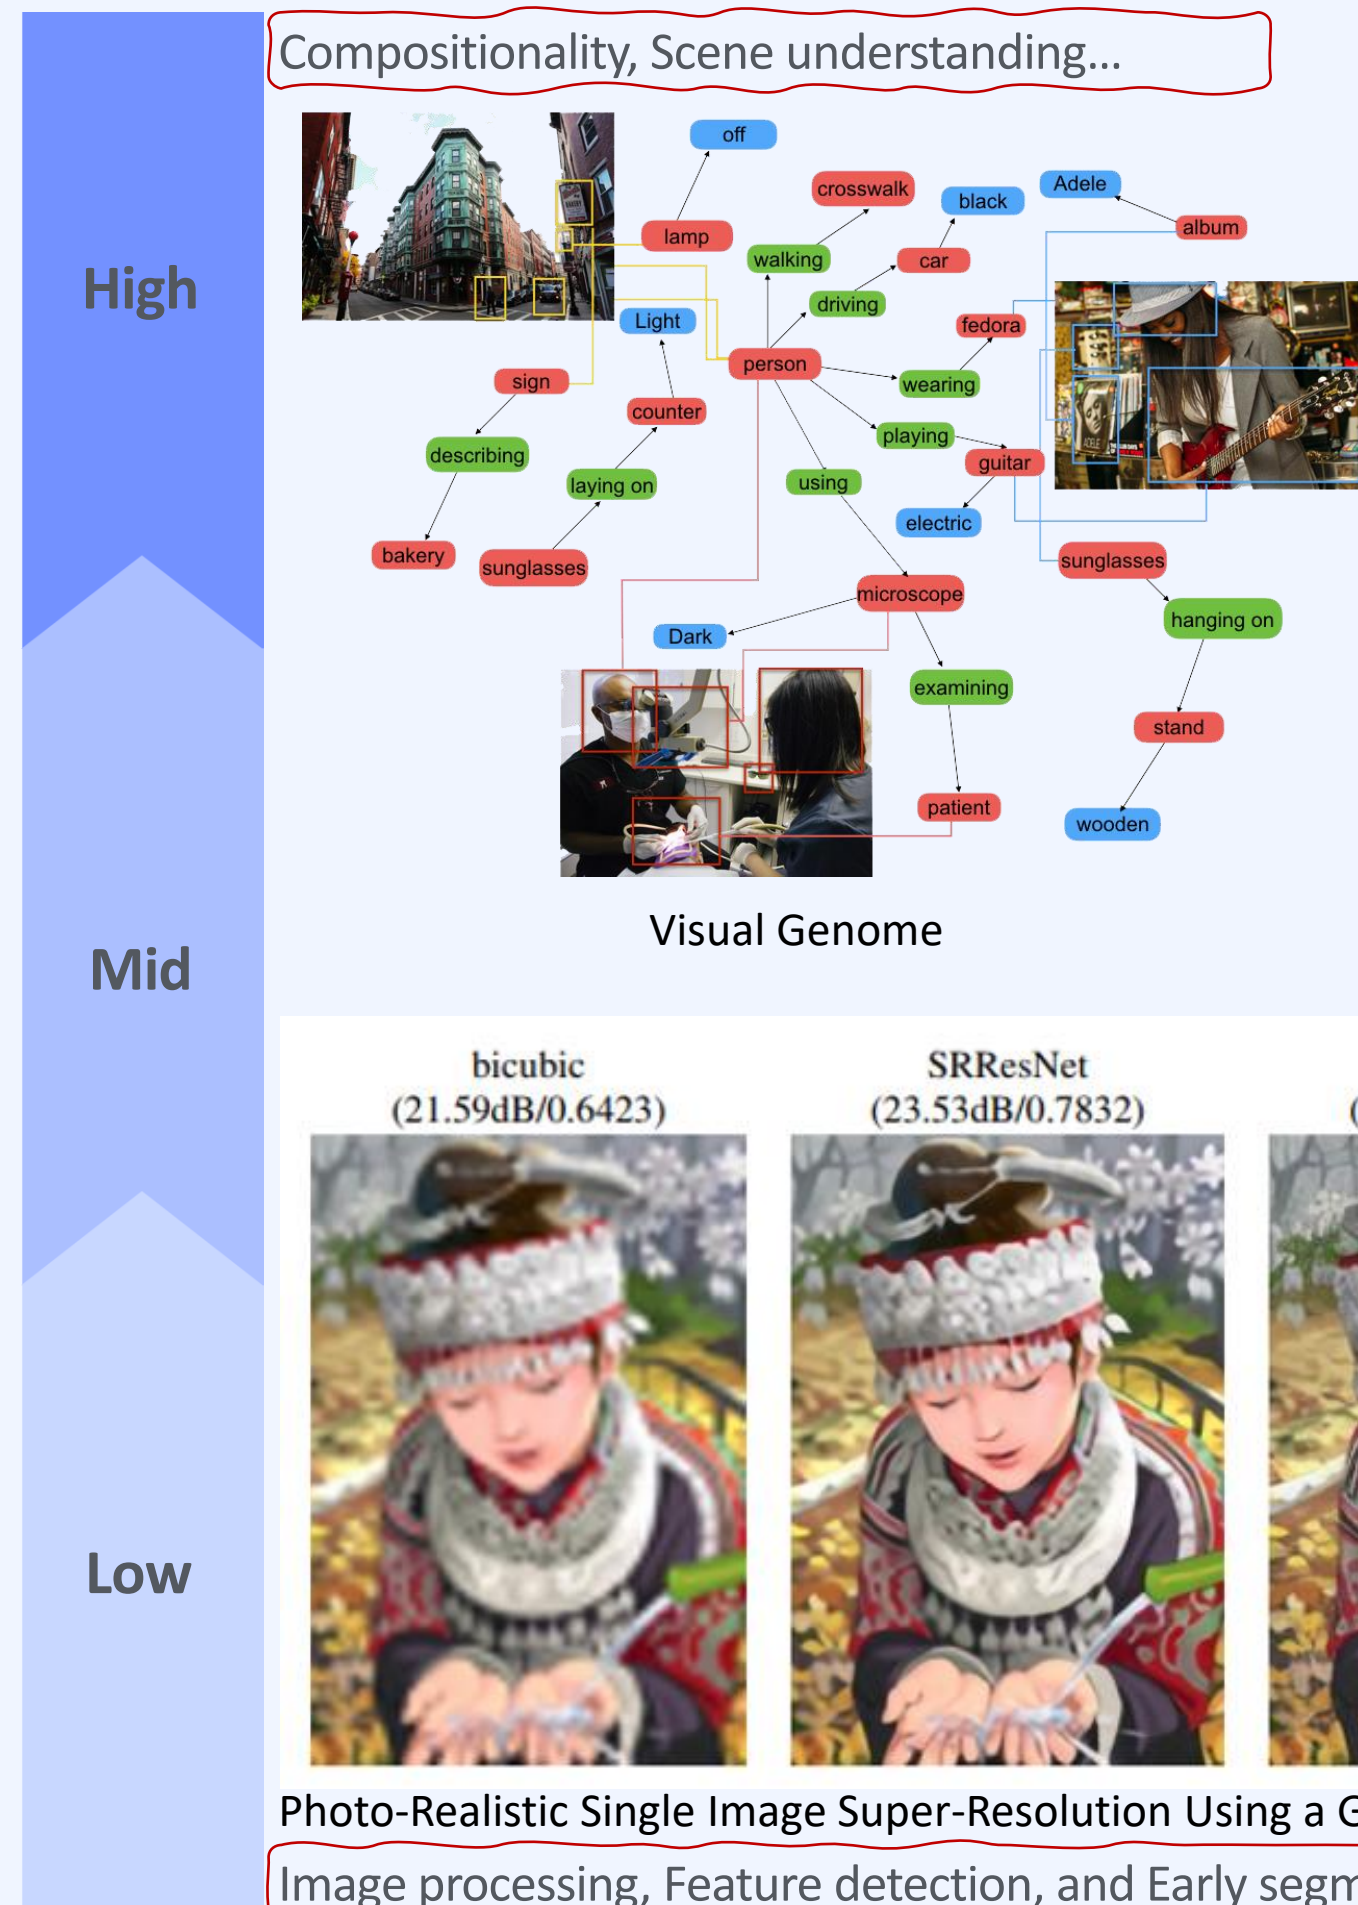 Compositionality, Scene understanding...
High
off
crosswalk
Adele
black
album
lamp
walking
car
driving
Light
fedora
person
sign
wearing
counter
playing
describing
guitar
laying on
using
electric
bakery
sunglasses
sunglasses
microscope
Dark
hanging on
examining
stand
patient
wooden
ADELE
Visual Genome
Mid
bicubic
(21.59dB/0.6423)
SRResNet
(23.53dB/0.7832)
(
Low
Photo-Realistic Single Image Super-Resolution Using a G
Image processing, Feature detection, and Early segm